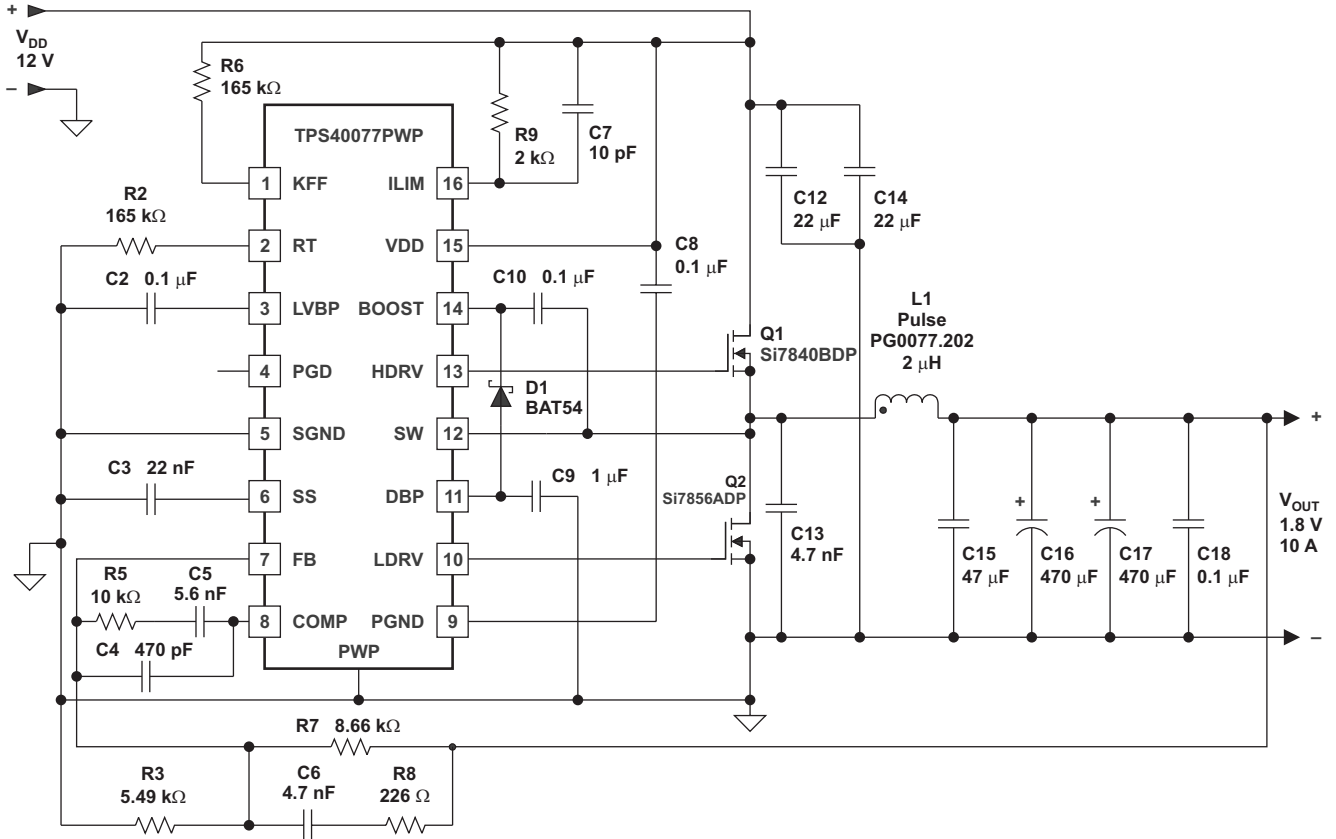 +
V_DD
12 V
−
R6
165 kΩ
TPS40077PWP
R9
2 kΩ
C7
10 pF
1 KFF
ILIM 16
R2
165 kΩ
2 RT
VDD 15
C12
22 μF
C14
22 μF
C8
0.1 μF
C2 0.1 μF
3 LVBP
BOOST 14
C10 0.1 μF
L1
Pulse
PG0077.202
2 μH
Q1
Si7840BDP
4 PGD
HDRV 13
D1
BAT54
5 SGND
SW 12
+
C3 22 nF
6 SS
DBP 11
C9 1 μF
Q2
Si7856ADP
C13
4.7 nF
+
+
V_OUT
1.8 V
10 A
7 FB
LDRV 10
C15
47 μF
C16
470 μF
C17
470 μF
C18
0.1 μF
R5
10 kΩ
C5
5.6 nF
8 COMP
PGND 9
−
C4 470 pF
PWP
R7 8.66 kΩ
R3
5.49 kΩ
C6
4.7 nF
R8
226 Ω